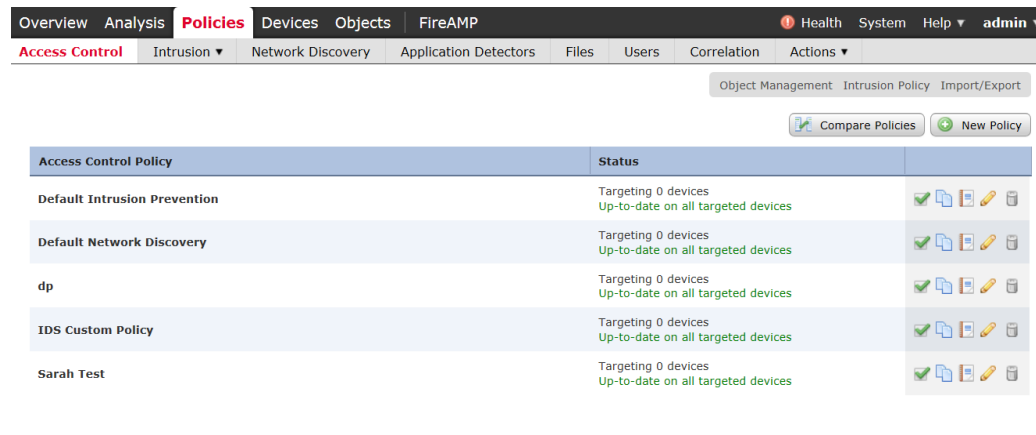 Overview Analysis Policies Devices Objects FireAMP Health System Help ▾ admin ▾
Access Control Intrusion ▾ Network Discovery Application Detectors Files Users Correlation Actions ▾
Object Management Intrusion Policy Import/Export
Compare Policies New Policy
Access Control Policy Status
Default Intrusion Prevention
Targeting 0 devices
Up-to-date on all targeted devices
Default Network Discovery
Targeting 0 devices
Up-to-date on all targeted devices
dp
Targeting 0 devices
Up-to-date on all targeted devices
IDS Custom Policy
Targeting 0 devices
Up-to-date on all targeted devices
Sarah Test
Targeting 0 devices
Up-to-date on all targeted devices